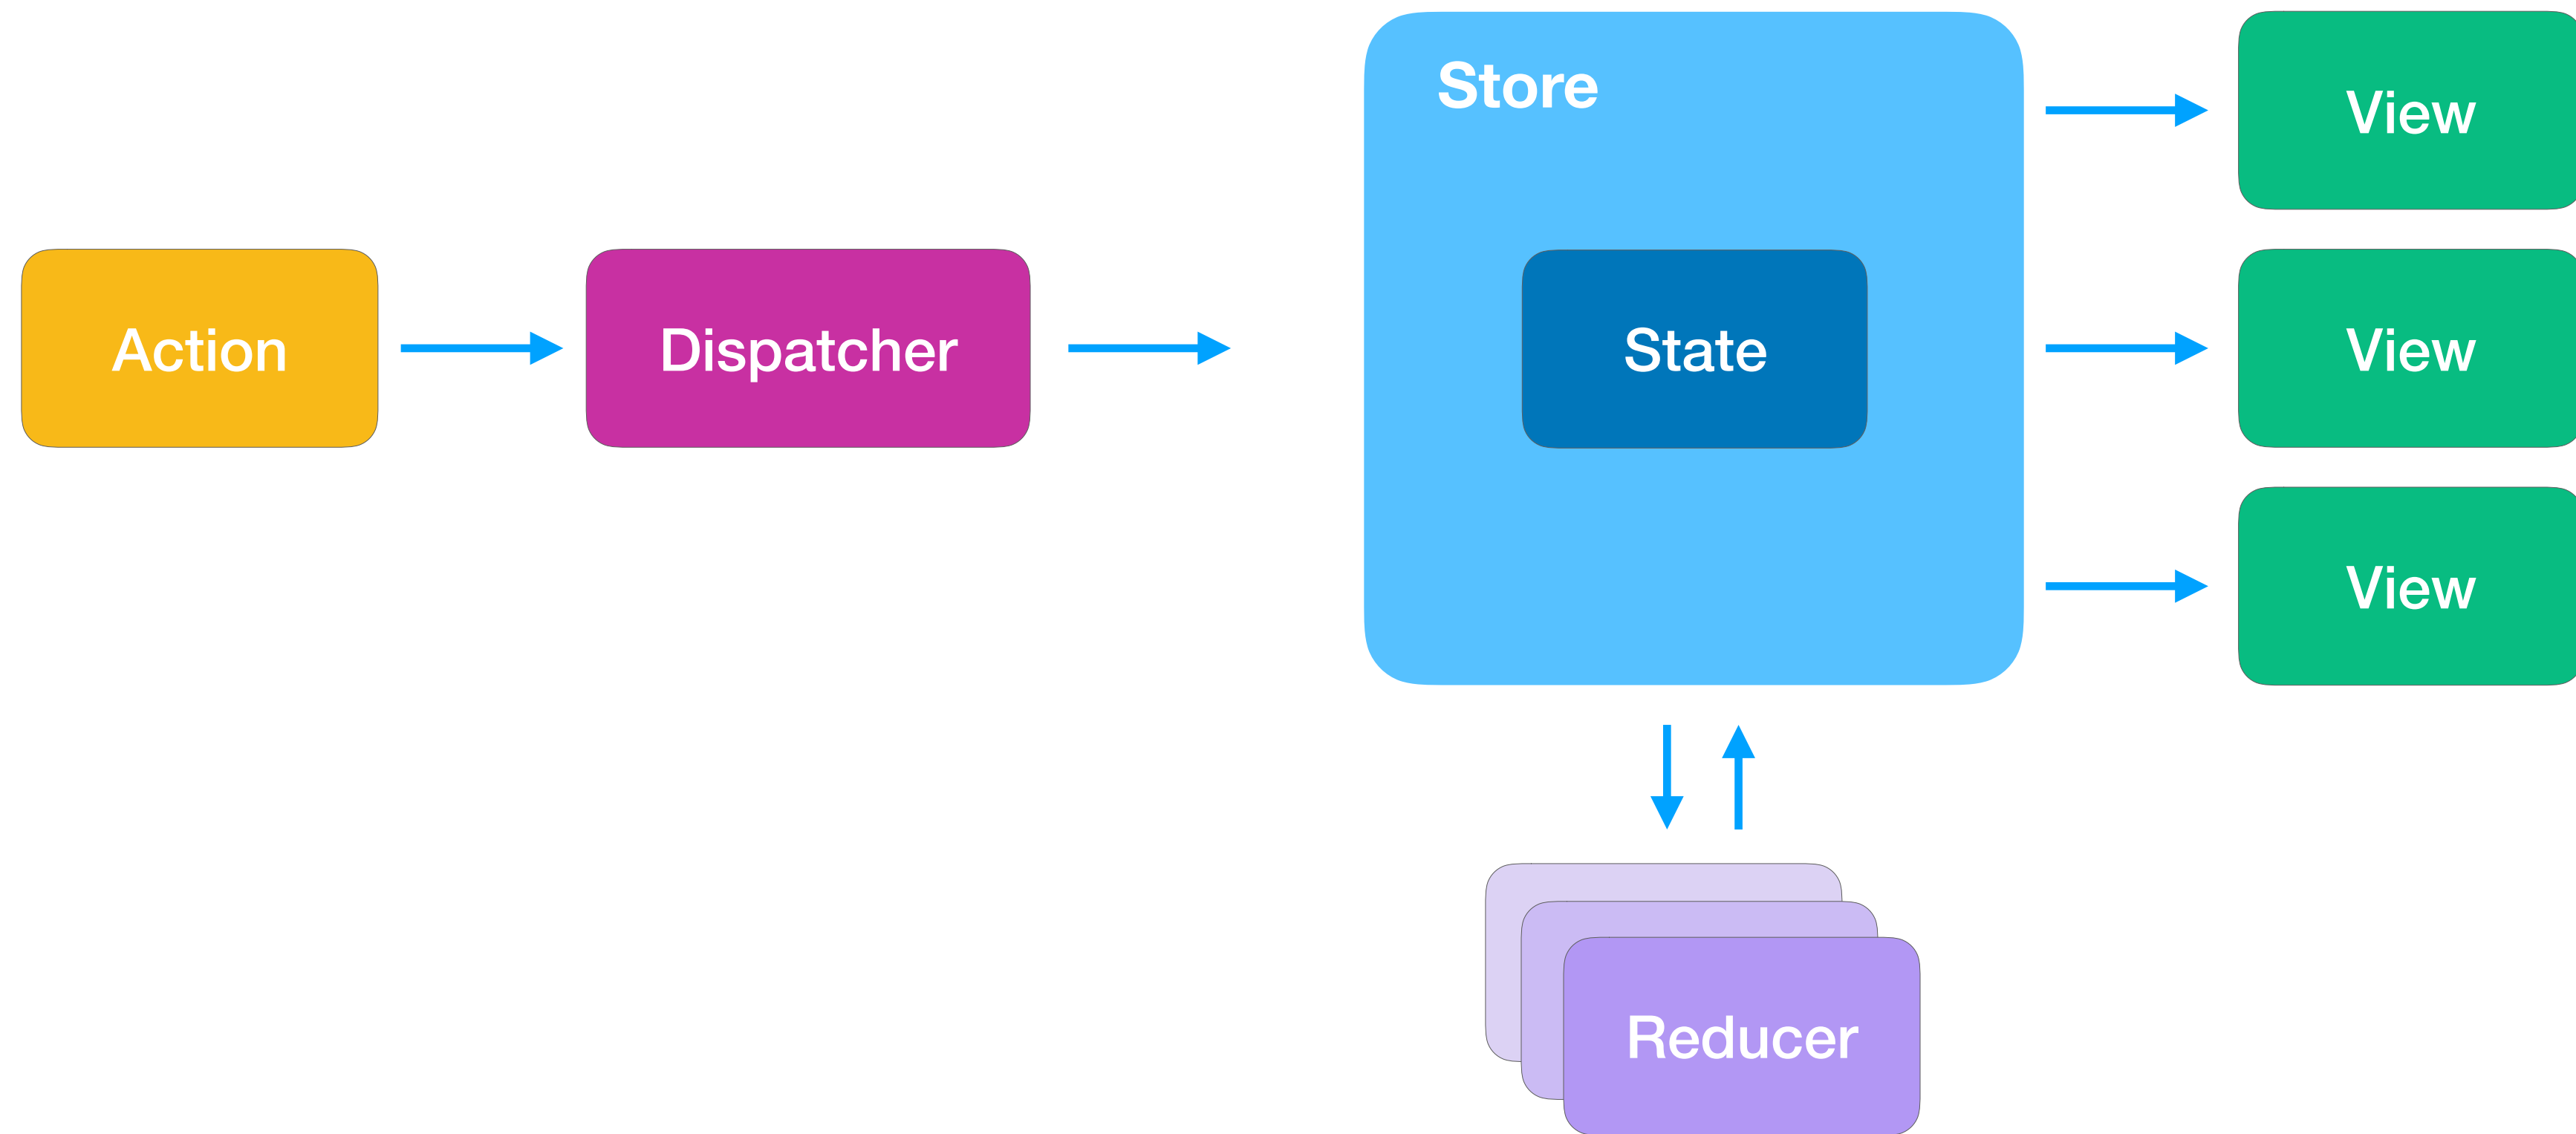 Store
View
Action
Dispatcher
State
View
View
Reducer